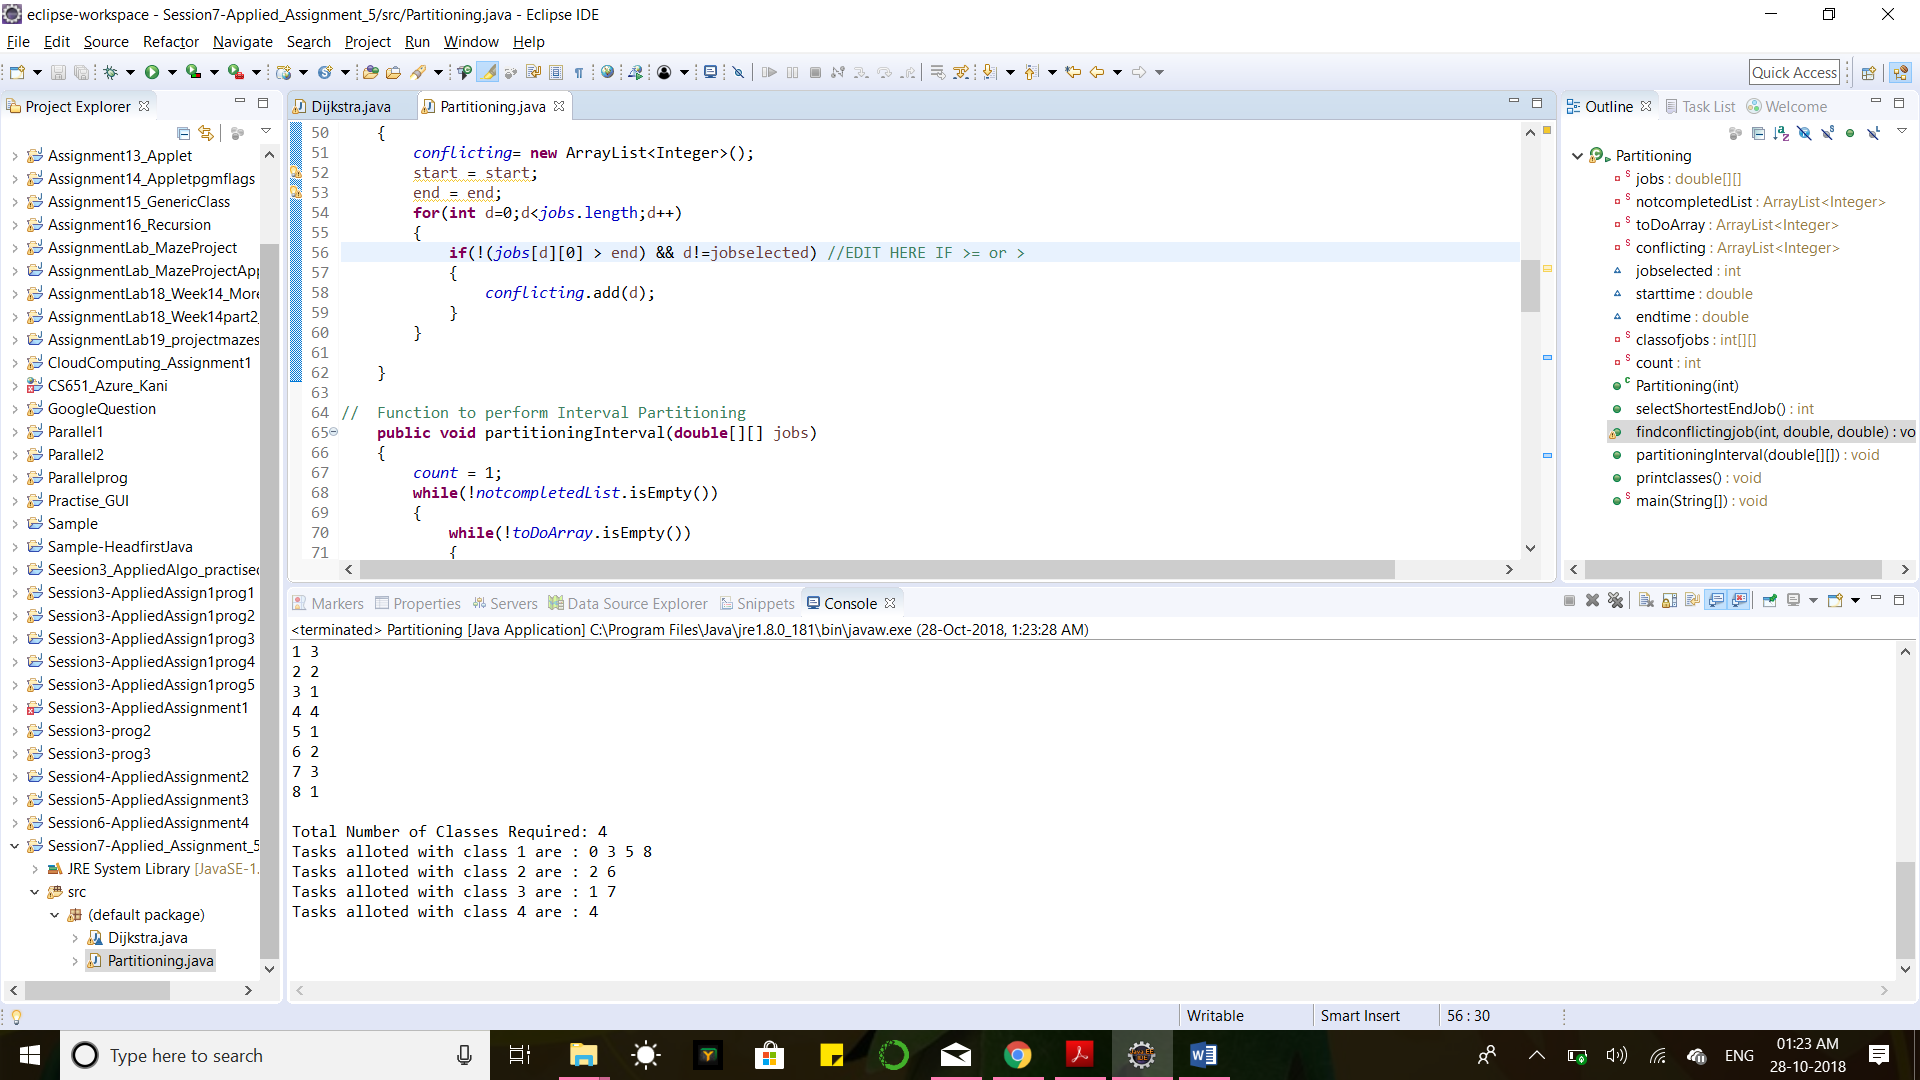 eclipse-workspace - Session7-Applied_Assignment_5/src/Partitioning.java - Eclipse IDE
File Edit Source Refactor Navigate Search Project Run Window Help
Quick Access
Project Explorer
Assignment13_Applet
Assignment14_Appletpgmflags
Assignment15_GenericClass
Assignment16_Recursion
AssignmentLab_MazeProject
AssignmentLab_MazeProjectApp
AssignmentLab18_Week14_More
AssignmentLab18_Week14part2_
AssignmentLab19_projectmazes
CloudComputing_Assignment1
CS651_Azure_Kani
GoogleQuestion
Parallel1
Parallel2
Parallelprog
Practise_GUI
Sample
Sample-HeadfirstJava
Seesion3_AppliedAlgo_practised
Session3-AppliedAssign1prog1
Session3-AppliedAssign1prog2
Session3-AppliedAssign1prog3
Session3-AppliedAssign1prog4
Session3-AppliedAssign1prog5
Session3-AppliedAssignment1
Session3-prog2
Session3-prog3
Session4-AppliedAssignment2
Session5-AppliedAssignment3
Session6-AppliedAssignment4
Session7-Applied_Assignment_5
JRE System Library [JavaSE-1.
src
(default package)
Dijkstra.java
Partitioning.java
Dijkstra.java Partitioning.java
50 {
51 conflicting= new ArrayList<Integer>();
52 start = start;
53 end = end;
54 for(int d=0;d<jobs.length;d++)
55 {
56 if(!(jobs[d][0] > end) && d!=jobselected) //EDIT HERE IF >= or >
57 {
58 conflicting.add(d);
59 }
60 }
61
62 }
63
64 // Function to perform Interval Partitioning
65 public void partitioningInterval(double[][] jobs)
66 {
67 count = 1;
68 while(!notcompletedList.isEmpty())
69 {
70 while(!toDoArray.isEmpty())
71 {
Outline Task List Welcome
Partitioning
jobs : double[][]
notcompletedList : ArrayList<Integer>
toDoArray : ArrayList<Integer>
conflicting : ArrayList<Integer>
jobselected : int
starttime : double
endtime : double
classofjobs : int[][]
count : int
Partitioning(int)
selectShortestEndJob() : int
findconflictingjob(int, double, double) : vo
partitioningInterval(double[][]) : void
printclasses() : void
main(String[]) : void
Markers Properties Servers Data Source Explorer Snippets Console
<terminated> Partitioning [Java Application] C:\Program Files\Java\jre1.8.0_181\bin\javaw.exe (28-Oct-2018, 1:23:28 AM)
1 3
2 2
3 1
4 4
5 1
6 2
7 3
8 1
Total Number of Classes Required: 4
Tasks alloted with class 1 are : 0 3 5 8
Tasks alloted with class 2 are : 2 6
Tasks alloted with class 3 are : 1 7
Tasks alloted with class 4 are : 4
Writable Smart Insert 56 : 30
Type here to search
ENG
01:23 AM
28-10-2018